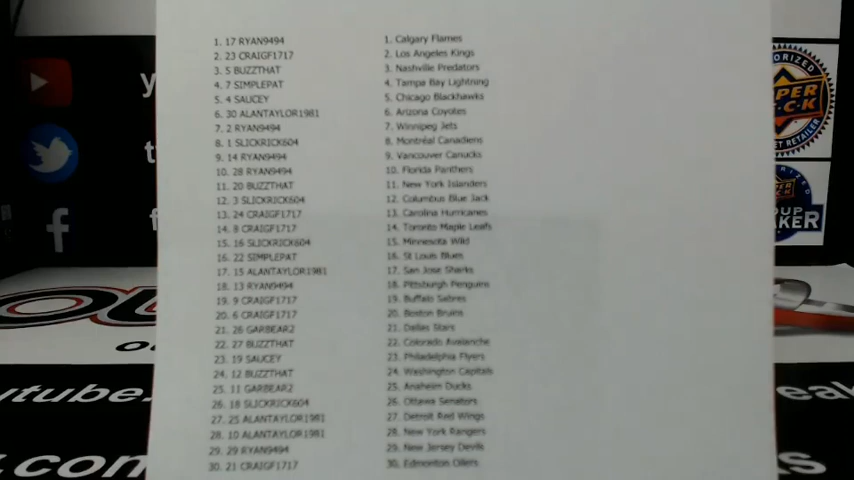 1. 17 RYAN9494 1. Calgary Flames
2. 23 CRAIGF1717 2. Los Angeles Kings
3. 5 BUZZTHAT 3. Nashville Predators
4. 7 SIMPLEPAT 4. Tampa Bay Lightning
5. 4 SAUCEY 5. Chicago Blackhawks
6. 30 ALANTAYLOR1981 6. Arizona Coyotes
7. 2 RYAN9494 7. Winnipeg Jets
8. 1 SLICKRICK604 8. Montréal Canadiens
9. 14 RYAN9494 9. Vancouver Canucks
10. 28 RYAN9494 10. Florida Panthers
11. 20 BUZZTHAT 11. New York Islanders
12. 3 SLICKRICK604 12. Columbus Blue Jack
13. 24 CRAIGF1717 13. Carolina Hurricanes
14. 8 CRAIGF1717 14. Toronto Maple Leafs
15. 16 SLICKRICK604 15. Minnesota Wild
16. 22 SIMPLEPAT 16. St Louis Blues
17. 15 ALANTAYLOR1981 17. San Jose Sharks
18. 13 RYAN9494 18. Pittsburgh Penguins
19. 9 CRAIGF1717 19. Buffalo Sabres
20. 6 CRAIGF1717 20. Boston Bruins
21. 26 GARBEAR2 21. Dallas Stars
22. 27 BUZZTHAT 22. Colorado Avalanche
23. 19 SAUCEY 23. Philadelphia Flyers
24. 12 BUZZTHAT 24. Washington Capitals
25. 11 GARBEAR2 25. Anaheim Ducks
26. 18 SLICKRICK604 26. Ottawa Senators
27. 25 ALANTAYLOR1981 27. Detroit Red Wings
28. 10 ALANTAYLOR1981 28. New York Rangers
29. 29 RYAN9494 29. New Jersey Devils
30. 21 CRAIGF1717 30. Edmonton Oilers